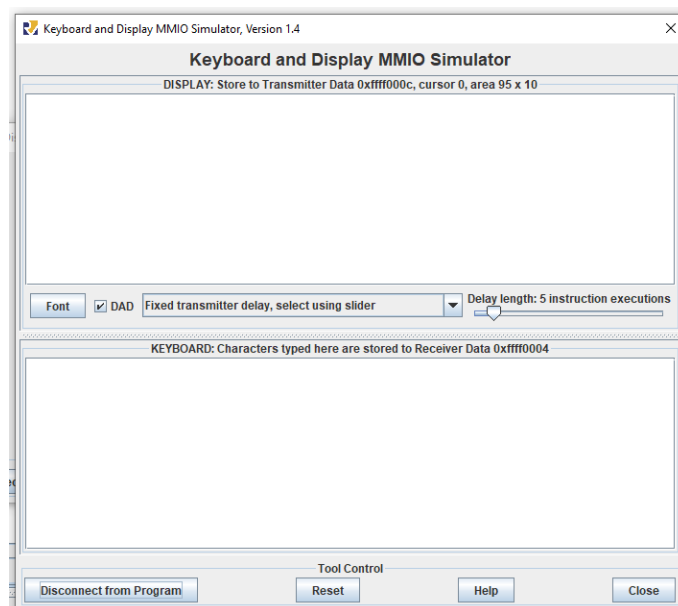 Keyboard and Display MMIO Simulator, Version 1.4
Keyboard and Display MMIO Simulator
DISPLAY: Store to Transmitter Data 0xffff000c, cursor 0, area 95 x 10
Font
DAD
Fixed transmitter delay, select using slider
Delay length: 5 instruction executions
KEYBOARD: Characters typed here are stored to Receiver Data 0xffff0004
Tool Control
Disconnect from Program
Reset
Help
Close